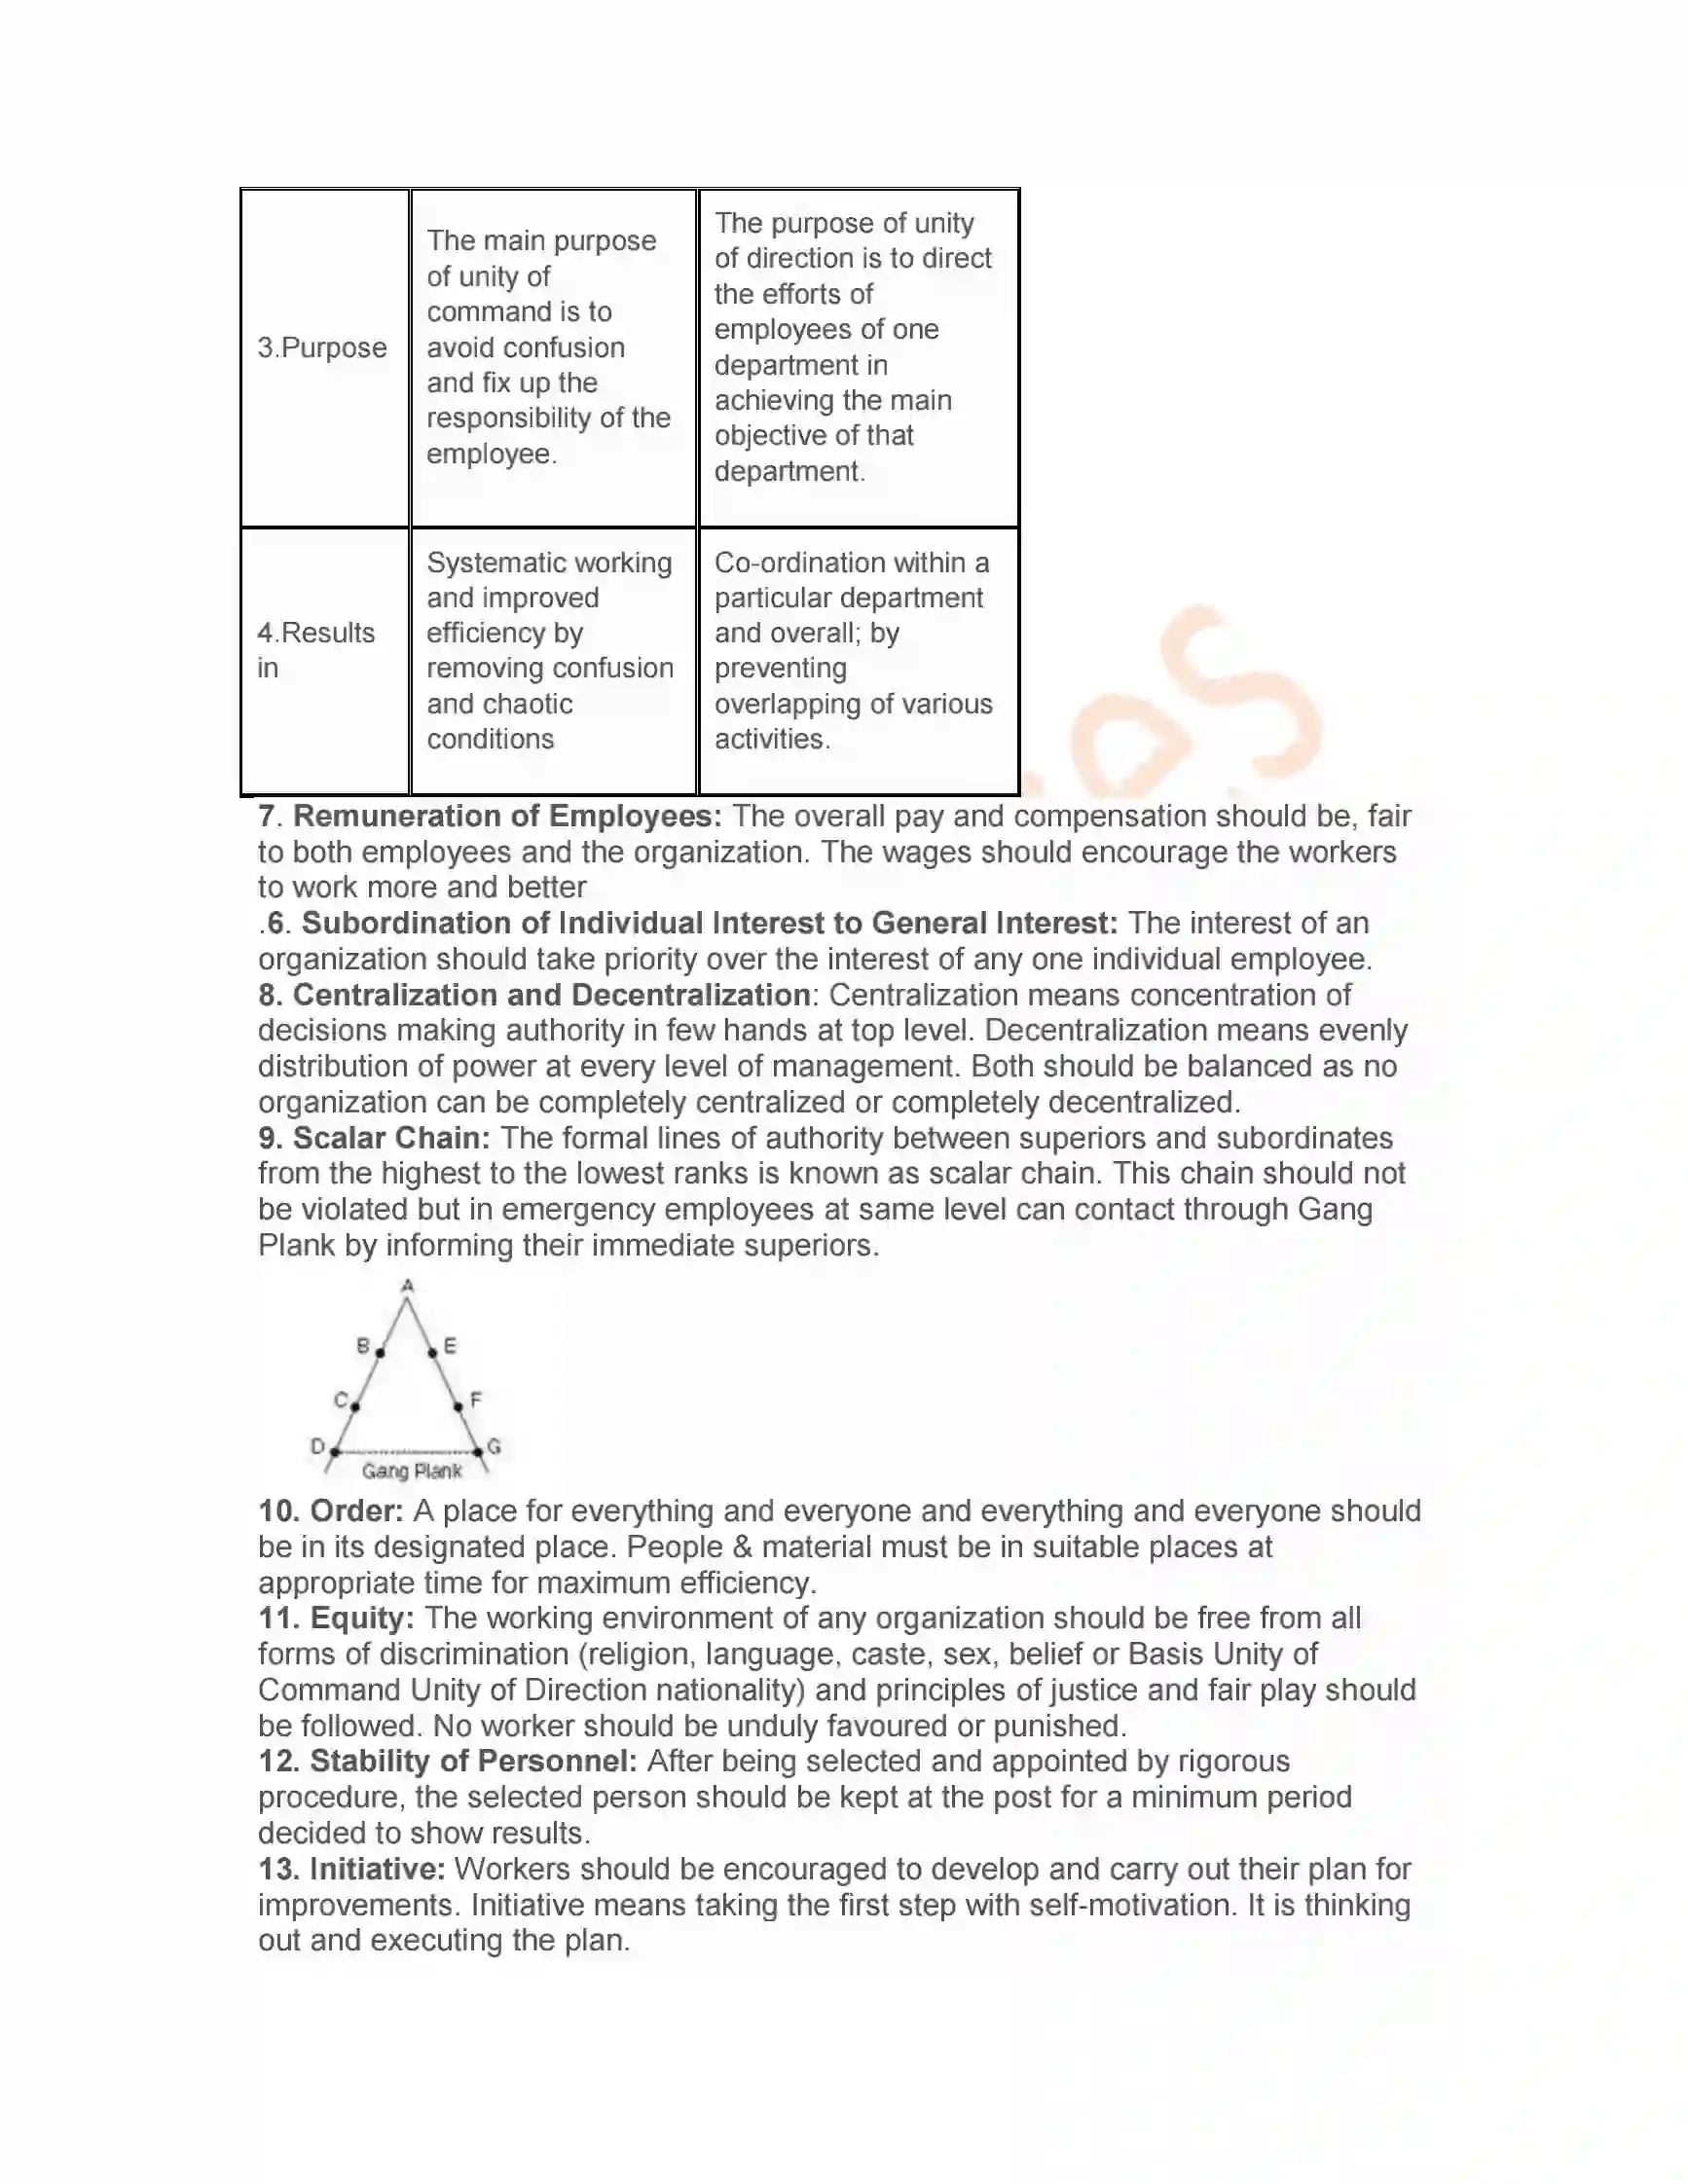 3.Purpose
The main purpose
of unity of
command is to
avoid confusion
and fix up the
responsibility of the
employee.
The purpose of unity
of direction is to direct
the efforts of
employees of one
department in
achieving the main
objective of that
department.
4.Results
in
Systematic working
and improved
efficiency by
removing confusion
and chaotic
conditions
Co-ordination within a
particular department
and overall; by
preventing
overlapping of various
activities.
7. Remuneration of Employees: The overall pay and compensation should be, fair
to both employees and the organization. The wages should encourage the workers
to work more and better
.6. Subordination of Individual Interest to General Interest: The interest of an
organization should take priority over the interest of any one individual employee.
8. Centralization and Decentralization: Centralization means concentration of
decisions making authority in few hands at top level. Decentralization means evenly
distribution of power at every level of management. Both should be balanced as no
organization can be completely centralized or completely decentralized.
9. Scalar Chain: The formal lines of authority between superiors and subordinates
from the highest to the lowest ranks is known as scalar chain. This chain should not
be violated but in emergency employees at same level can contact through Gang
Plank by informing their immediate superiors.
A
B E
C F
D G
Gang Plank
10. Order: A place for everything and everyone and everything and everyone should
be in its designated place. People & material must be in suitable places at
appropriate time for maximum efficiency.
11. Equity: The working environment of any organization should be free from all
forms of discrimination (religion, language, caste, sex, belief or Basis Unity of
Command Unity of Direction nationality) and principles of justice and fair play should
be followed. No worker should be unduly favoured or punished.
12. Stability of Personnel: After being selected and appointed by rigorous
procedure, the selected person should be kept at the post for a minimum period
decided to show results.
13. Initiative: Workers should be encouraged to develop and carry out their plan for
improvements. Initiative means taking the first step with self-motivation. It is thinking
out and executing the plan.